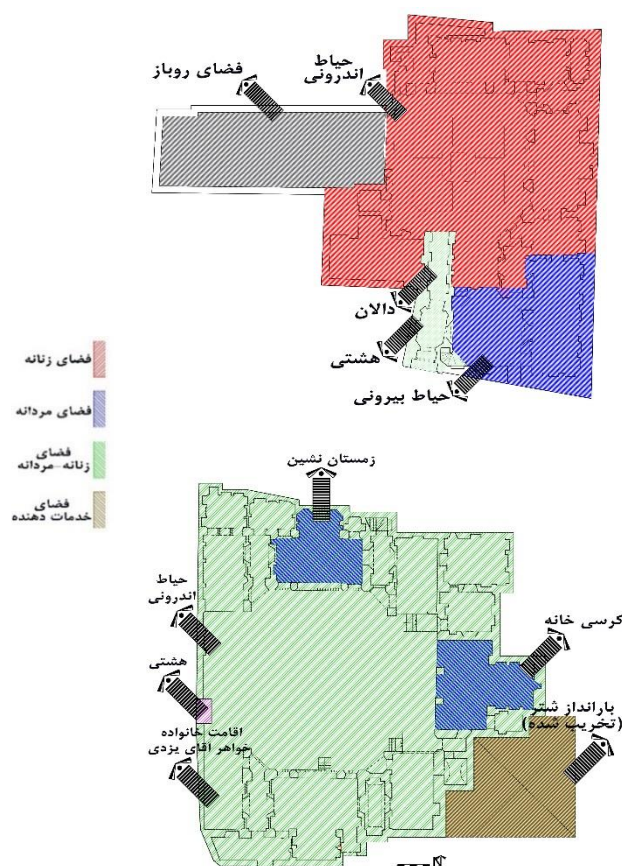 فضای روباز
حیاط
اندرونی
دالان
هشتی
حیاط بیرونی
فضای زنانه
فضای مردانه
فضای
زنانه-مردانه
فضای
خدمات دهنده
زمستان نشین
حیاط
اندرونی
هشتی
اقامت خانواده
خواهر اقای یزدی
کرسی خانه
بارانداز شتر
(تخریب شده)
N